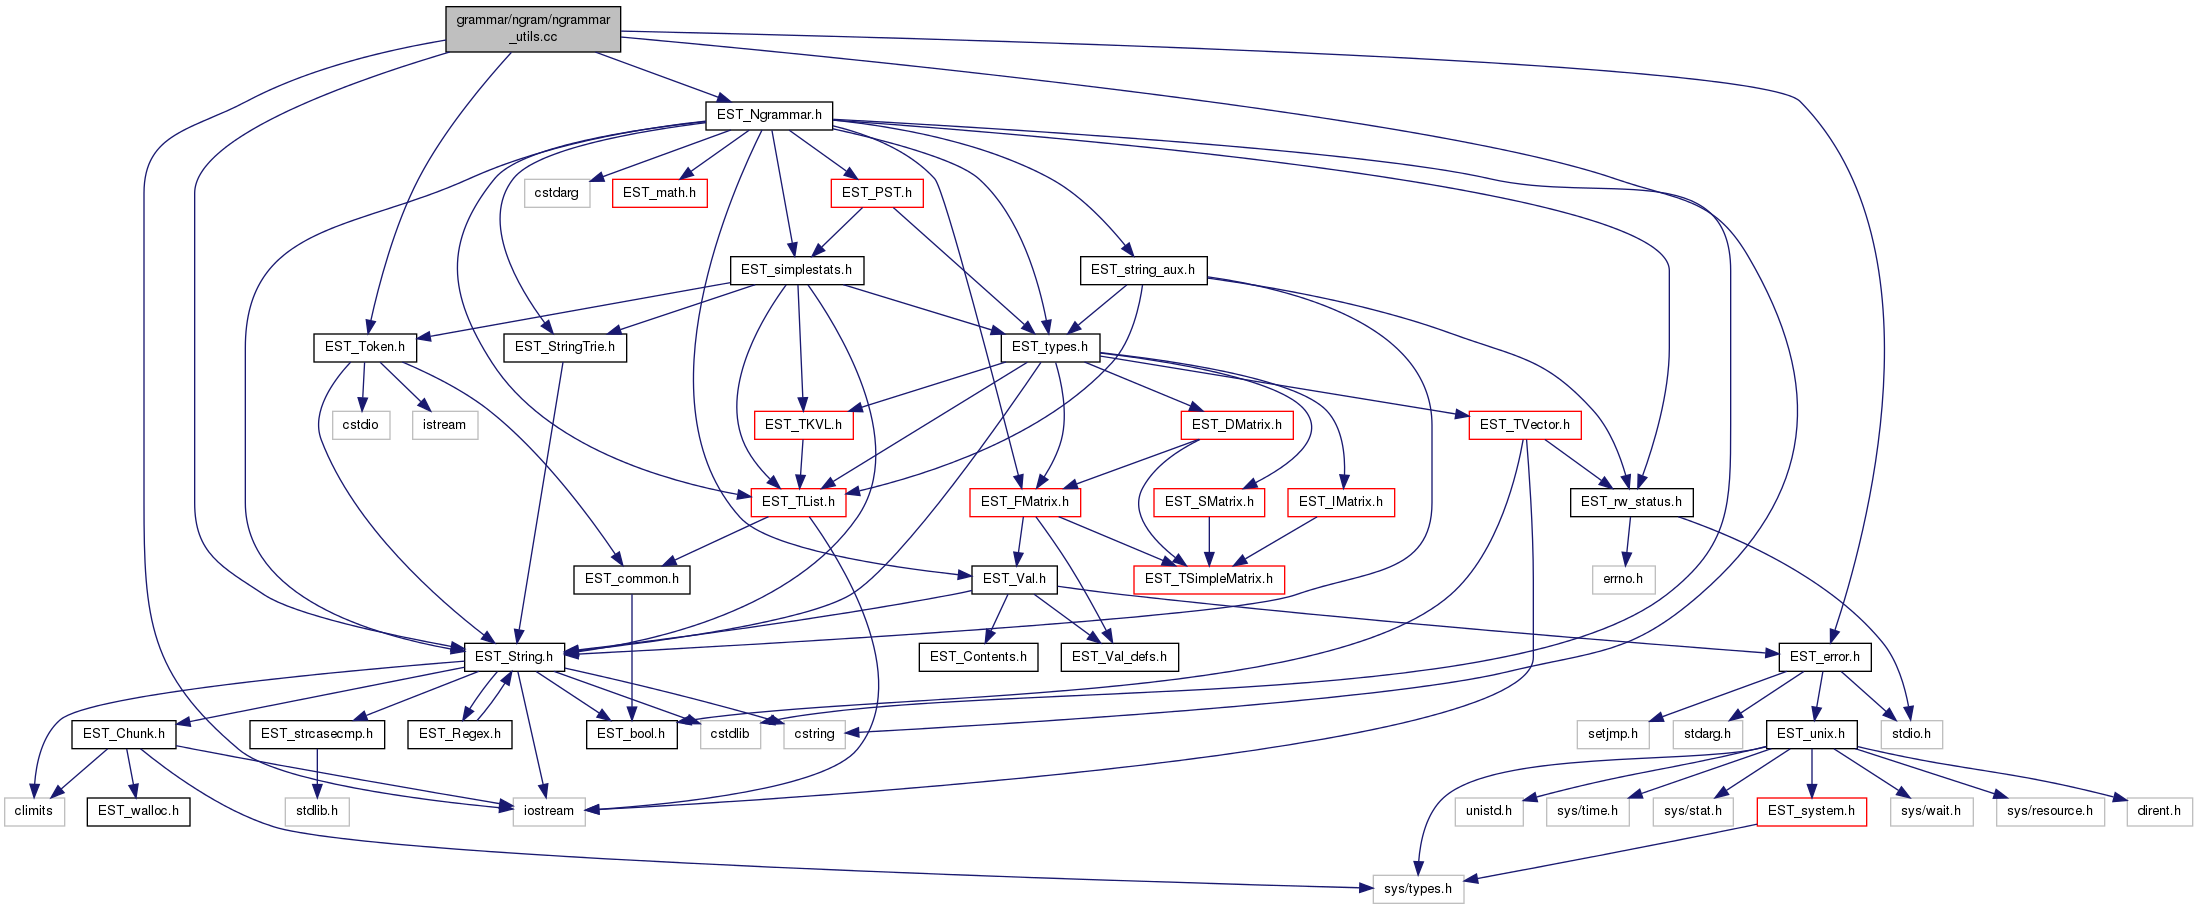 grammar/ngram/ngrammar
_utils.cc
EST_Ngrammar.h
cstdarg
EST_math.h
EST_PST.h
EST_simplestats.h
EST_string_aux.h
EST_Token.h
EST_StringTrie.h
EST_types.h
cstdio
istream
EST_TKVL.h
EST_DMatrix.h
EST_TVector.h
EST_TList.h
EST_FMatrix.h
EST_SMatrix.h
EST_IMatrix.h
EST_rw_status.h
EST_common.h
EST_Val.h
EST_TSimpleMatrix.h
errno.h
EST_String.h
EST_Contents.h
EST_Val_defs.h
EST_error.h
EST_Chunk.h
EST_strcasecmp.h
EST_Regex.h
EST_bool.h
cstdlib
cstring
setjmp.h
stdarg.h
EST_unix.h
stdio.h
climits
EST_walloc.h
stdlib.h
iostream
unistd.h
sys/time.h
sys/stat.h
EST_system.h
sys/wait.h
sys/resource.h
dirent.h
sys/types.h